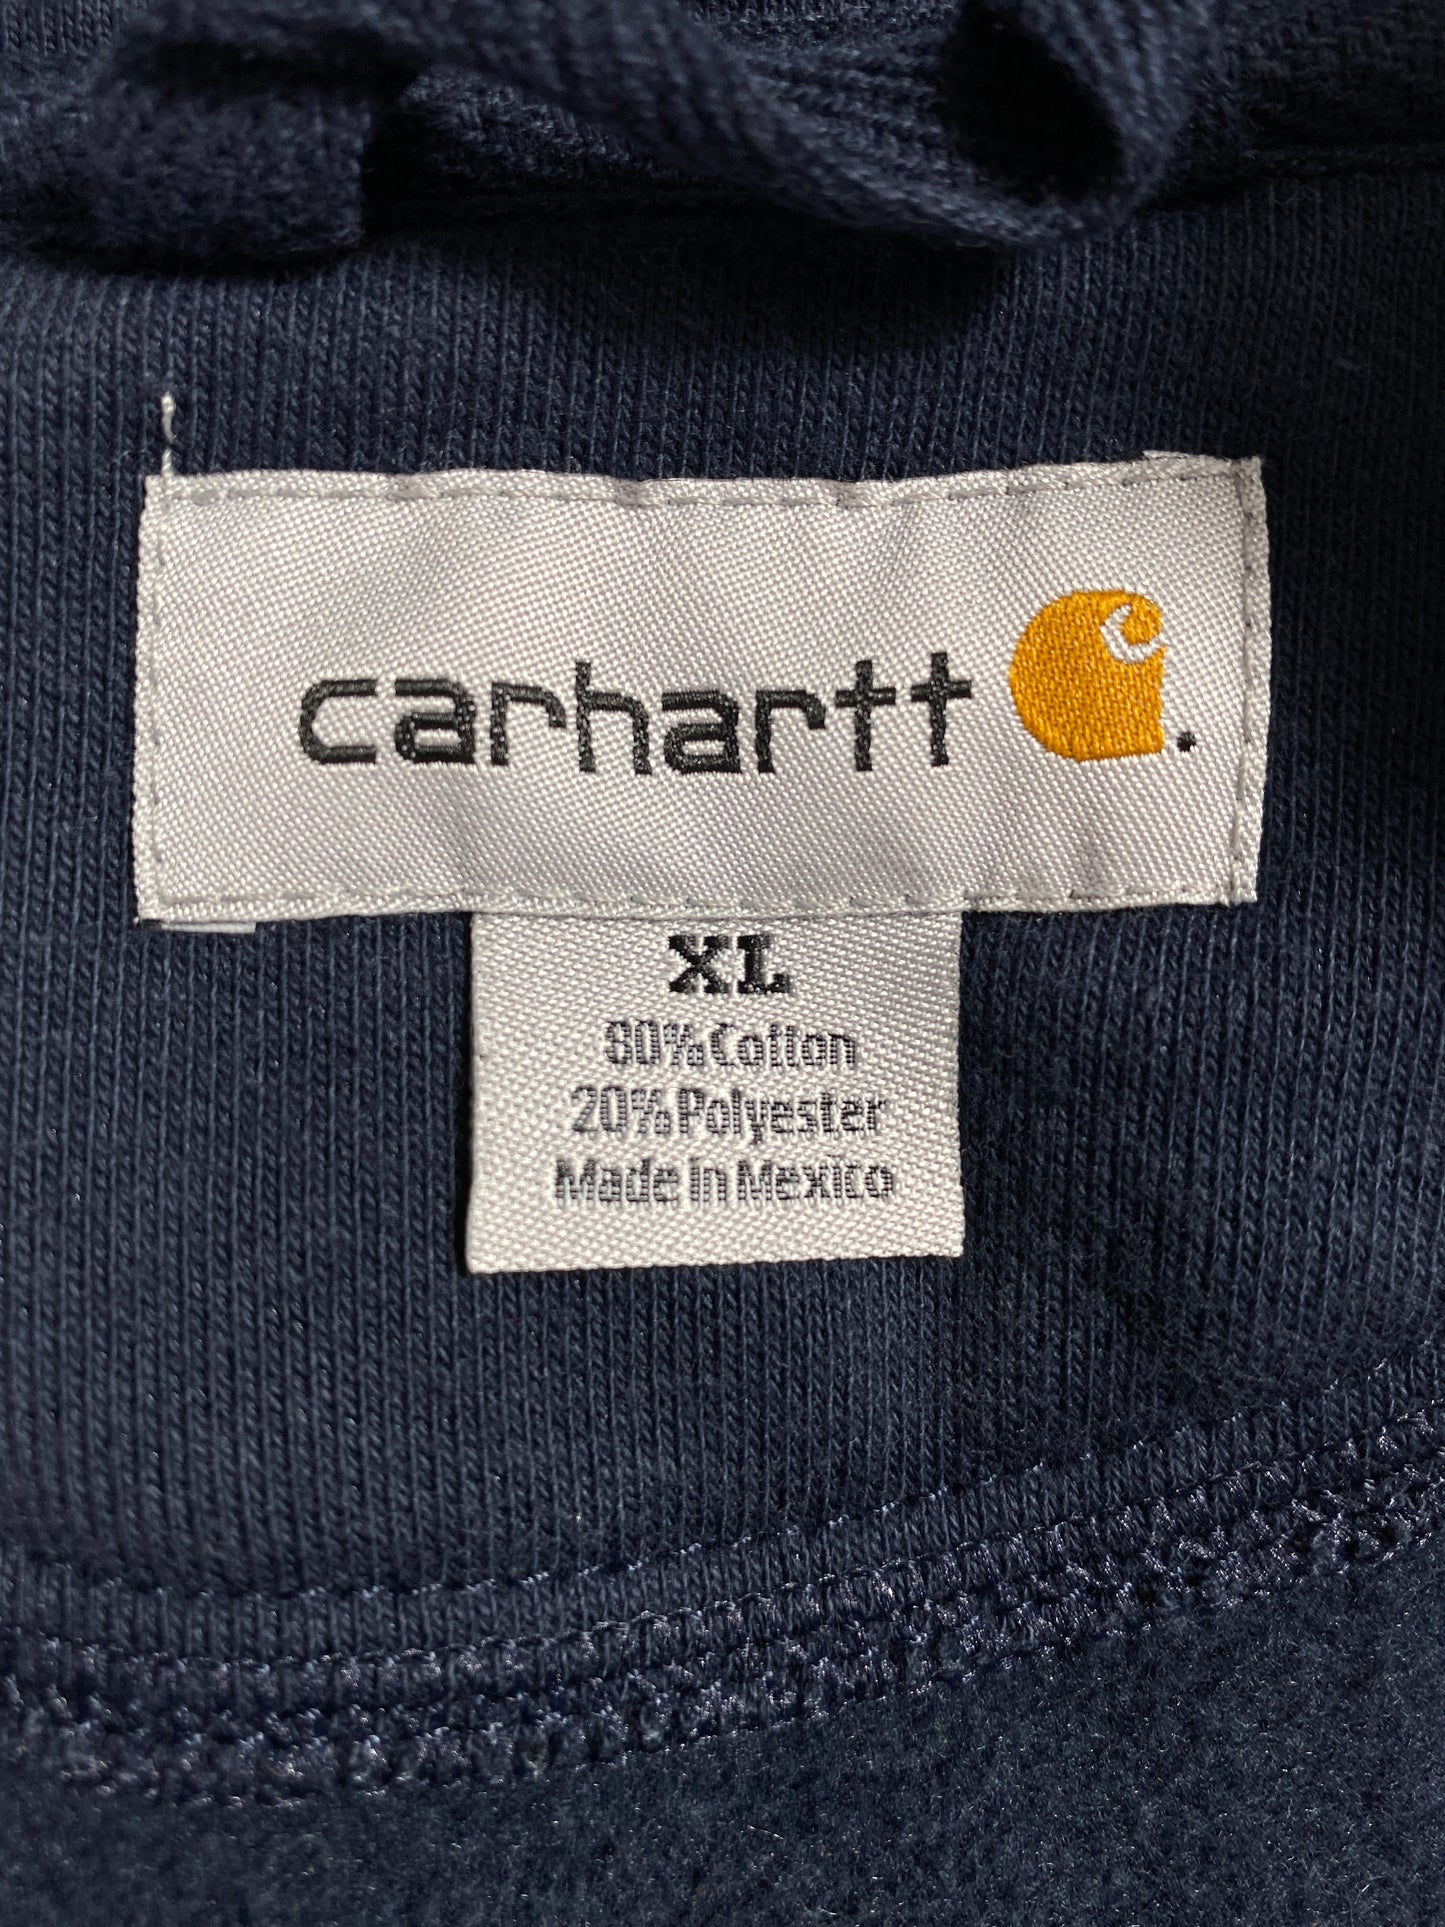 carhartt.
XL
80% Cotton
20% Polyester
Made in Mexico